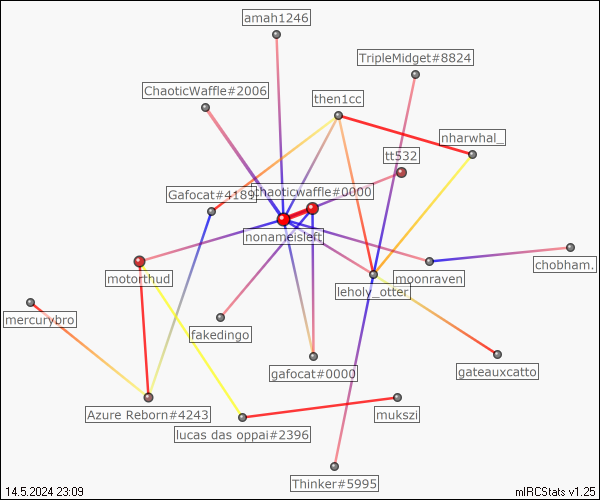 amah1246
TripleMidget#8824
ChaoticWaffle#2006
then1cc
nharwhal_
tt532
Gafocat#4189
chaoticwaffle#0000
nonameisleft
motorthud
moonraven
chobham.
leholy_otter
mercurybro
fakedingo
gafocat#0000
gateauxcatto
Azure Reborn#4243
mukszi
lucas das oppai#2396
Thinker#5995
14.5.2024 23:09
mIRCStats v1.25